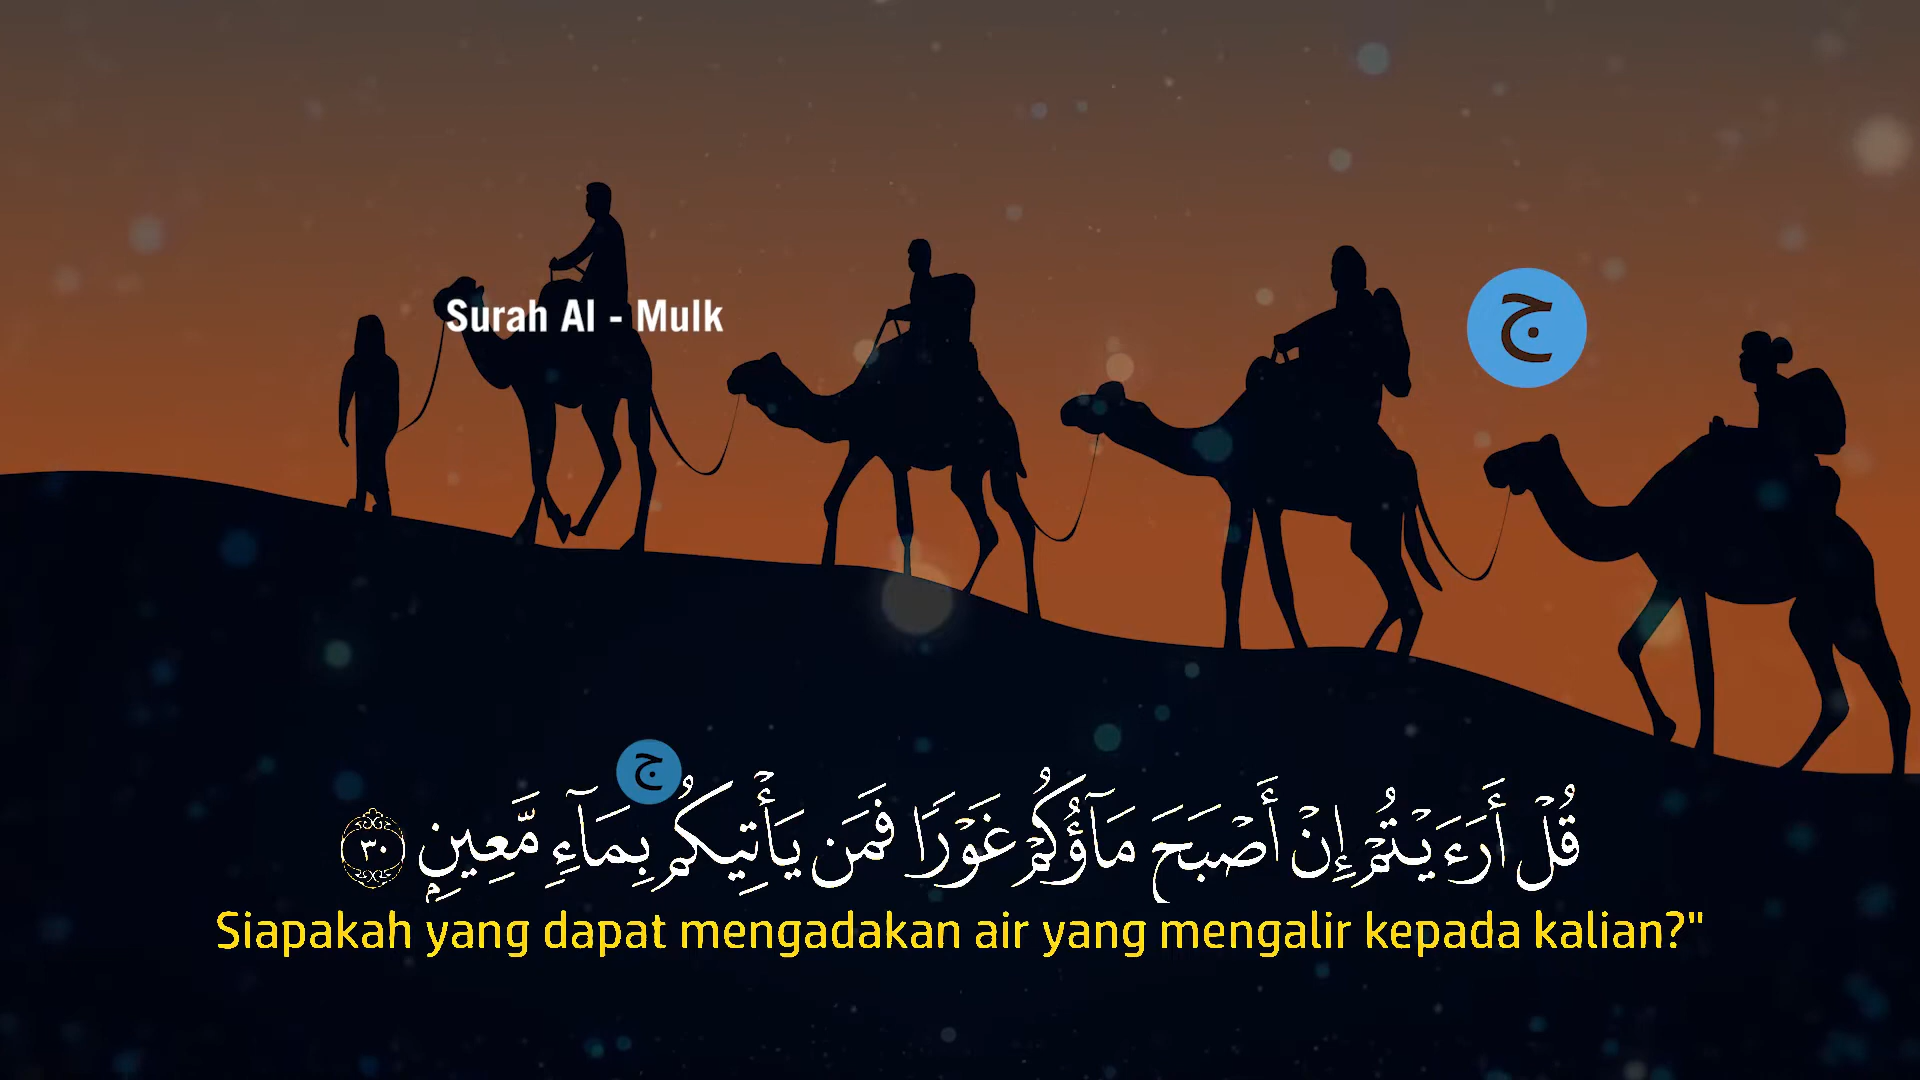 Surah Al - Mulk
ج
ج
قُلْ أَرَءَيْتُمْ إِنْ أَصْبَحَ مَآؤُكُمْ غَوْرًا فَمَن يَأْتِيكُم بِمَآءٍ مَّعِينٍۭ ٣٠
Siapakah yang dapat mengadakan air yang mengalir kepada kalian?"